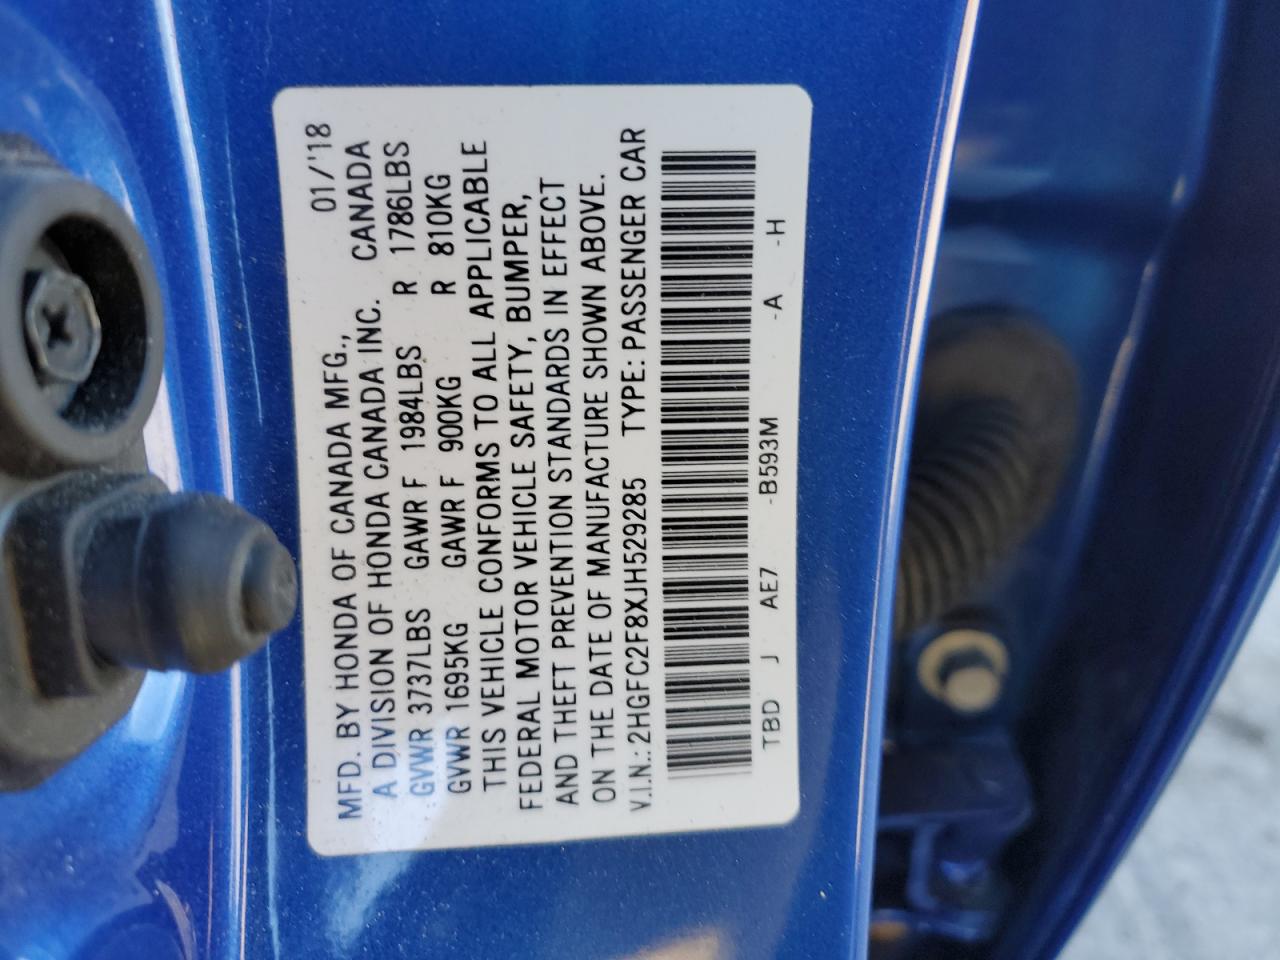 MFD. BY HONDA OF CANADA MFG., 01/'18
A DIVISION OF HONDA CANADA INC. CANADA
GVWR 3737LBS GAWR F 1984LBS R 1786LBS
GVWR 1695KG GAWR F 900KG R 810KG
THIS VEHICLE CONFORMS TO ALL APPLICABLE
FEDERAL MOTOR VEHICLE SAFETY, BUMPER,
AND THEFT PREVENTION STANDARDS IN EFFECT
ON THE DATE OF MANUFACTURE SHOWN ABOVE.
V.I.N.: 2HGFC2F8XJH529285 TYPE: PASSENGER CAR
TBD J AE7 -B593M -A -H